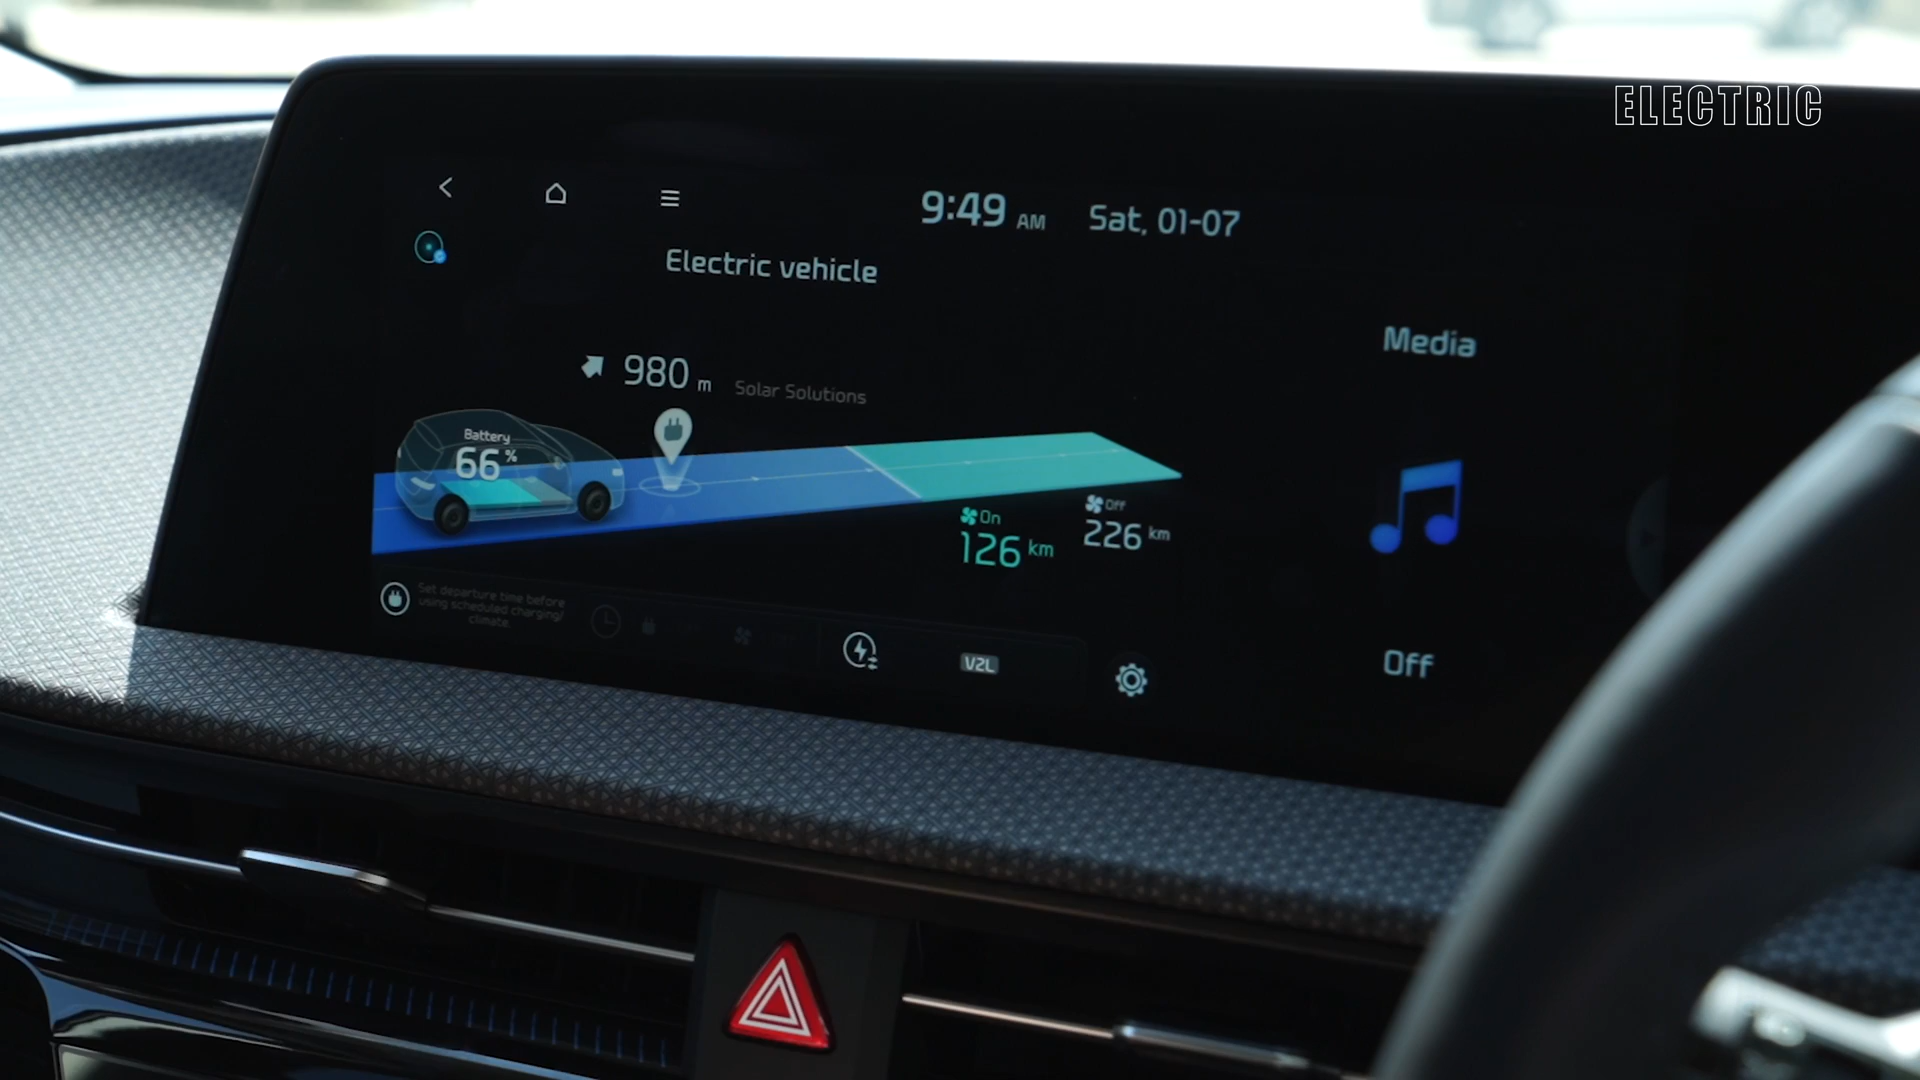 ELECTRIC
9:49 AM Sat, 01-07
Electric vehicle
Media
980 m Solar Solutions
Battery
66 %
On
126 km
Off
226 km
Set departure time before
using scheduled charging/
climate.
V2L
Off